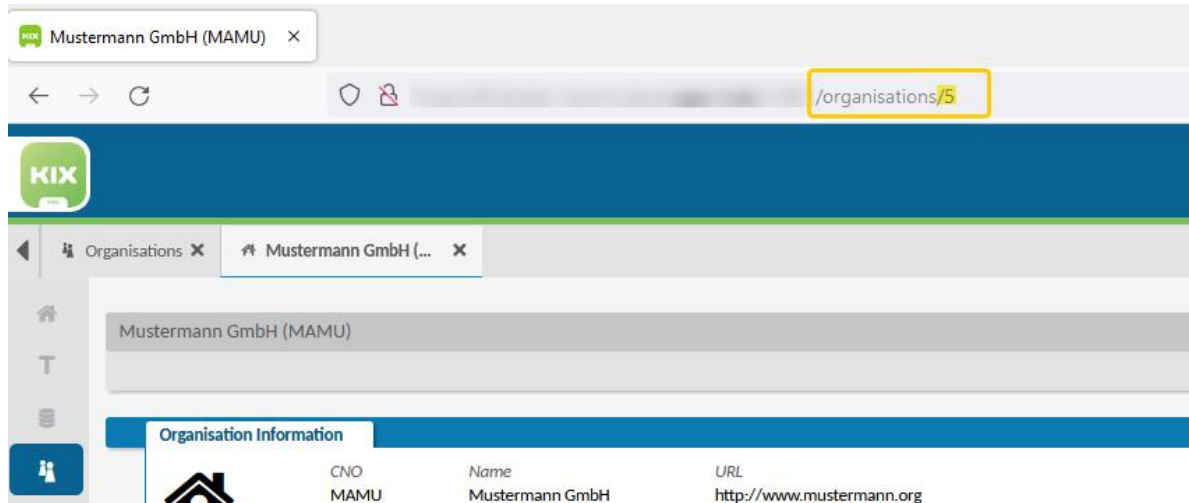 Mustermann GmbH (MAMU)
/organisations/5
KIX
PRO
Organisations
Mustermann GmbH (...
Mustermann GmbH (MAMU)
T
Organisation Information
CNO Name URL
MAMU Mustermann GmbH http://www.mustermann.org